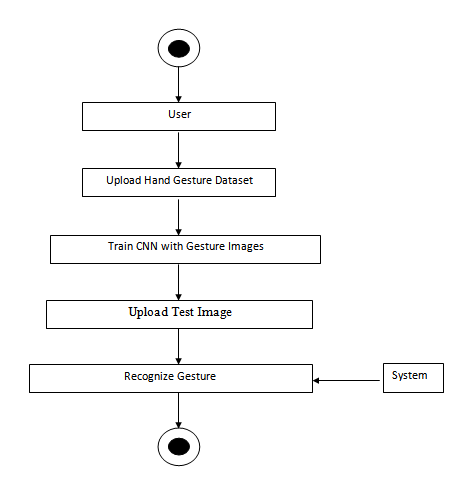 User
Upload Hand Gesture Dataset
Train CNN with Gesture Images
Upload Test Image
Recognize Gesture
System